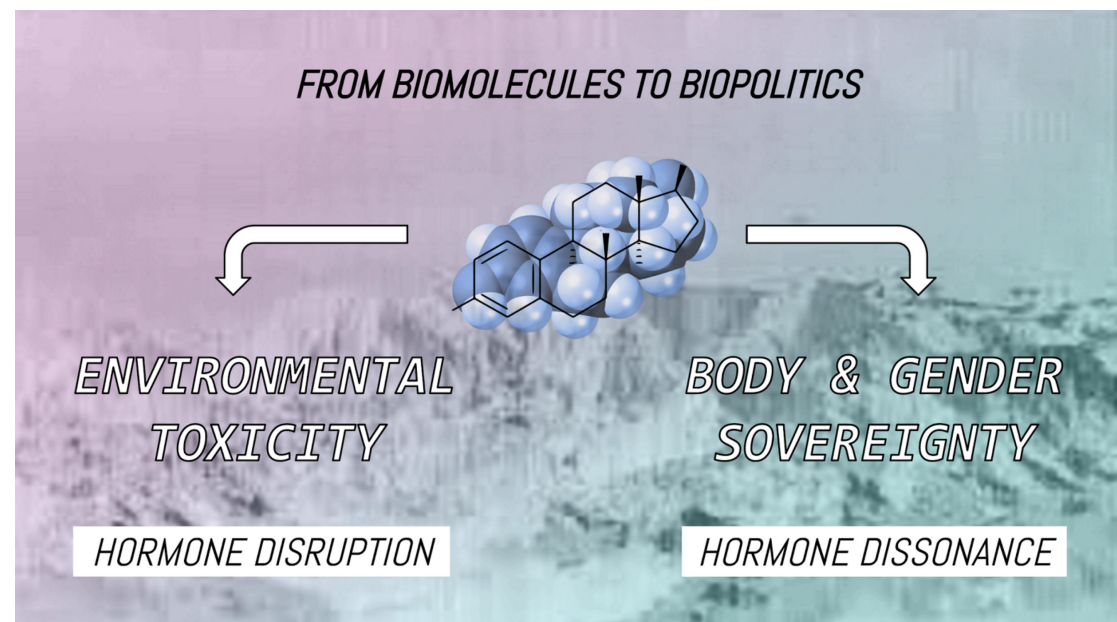 FROM BIOMOLECULES TO BIOPOLITICS
ENVIRONMENTAL
TOXICITY
HORMONE DISRUPTION
BODY & GENDER
SOVEREIGNTY
HORMONE DISSONANCE